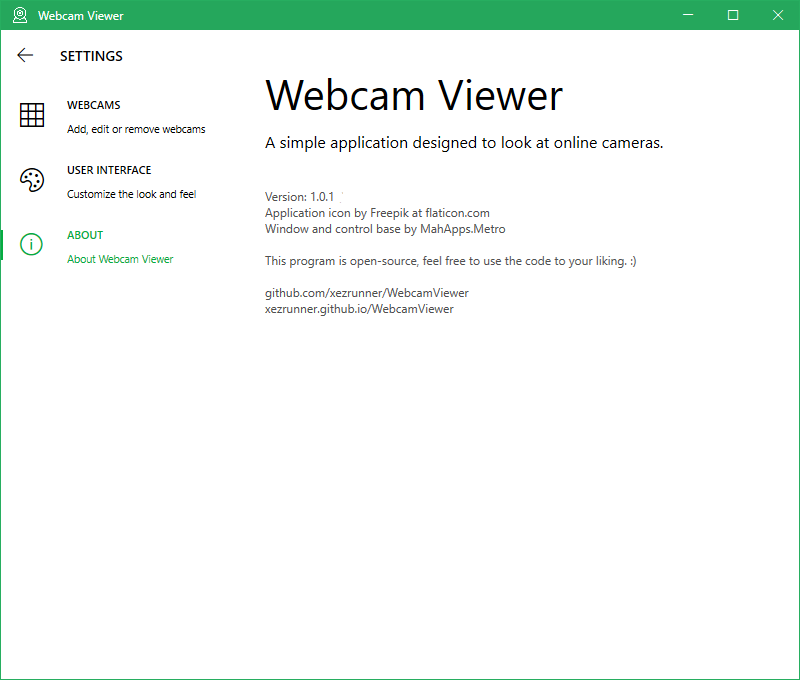 Webcam Viewer
SETTINGS
WEBCAMS
Add, edit or remove webcams
USER INTERFACE
Customize the look and feel
ABOUT
About Webcam Viewer
Webcam Viewer
A simple application designed to look at online cameras.
Version: 1.0.1
Application icon by Freepik at flaticon.com
Window and control base by MahApps.Metro
This program is open-source, feel free to use the code to your liking. :)
github.com/xezrunner/WebcamViewer
xezrunner.github.io/WebcamViewer